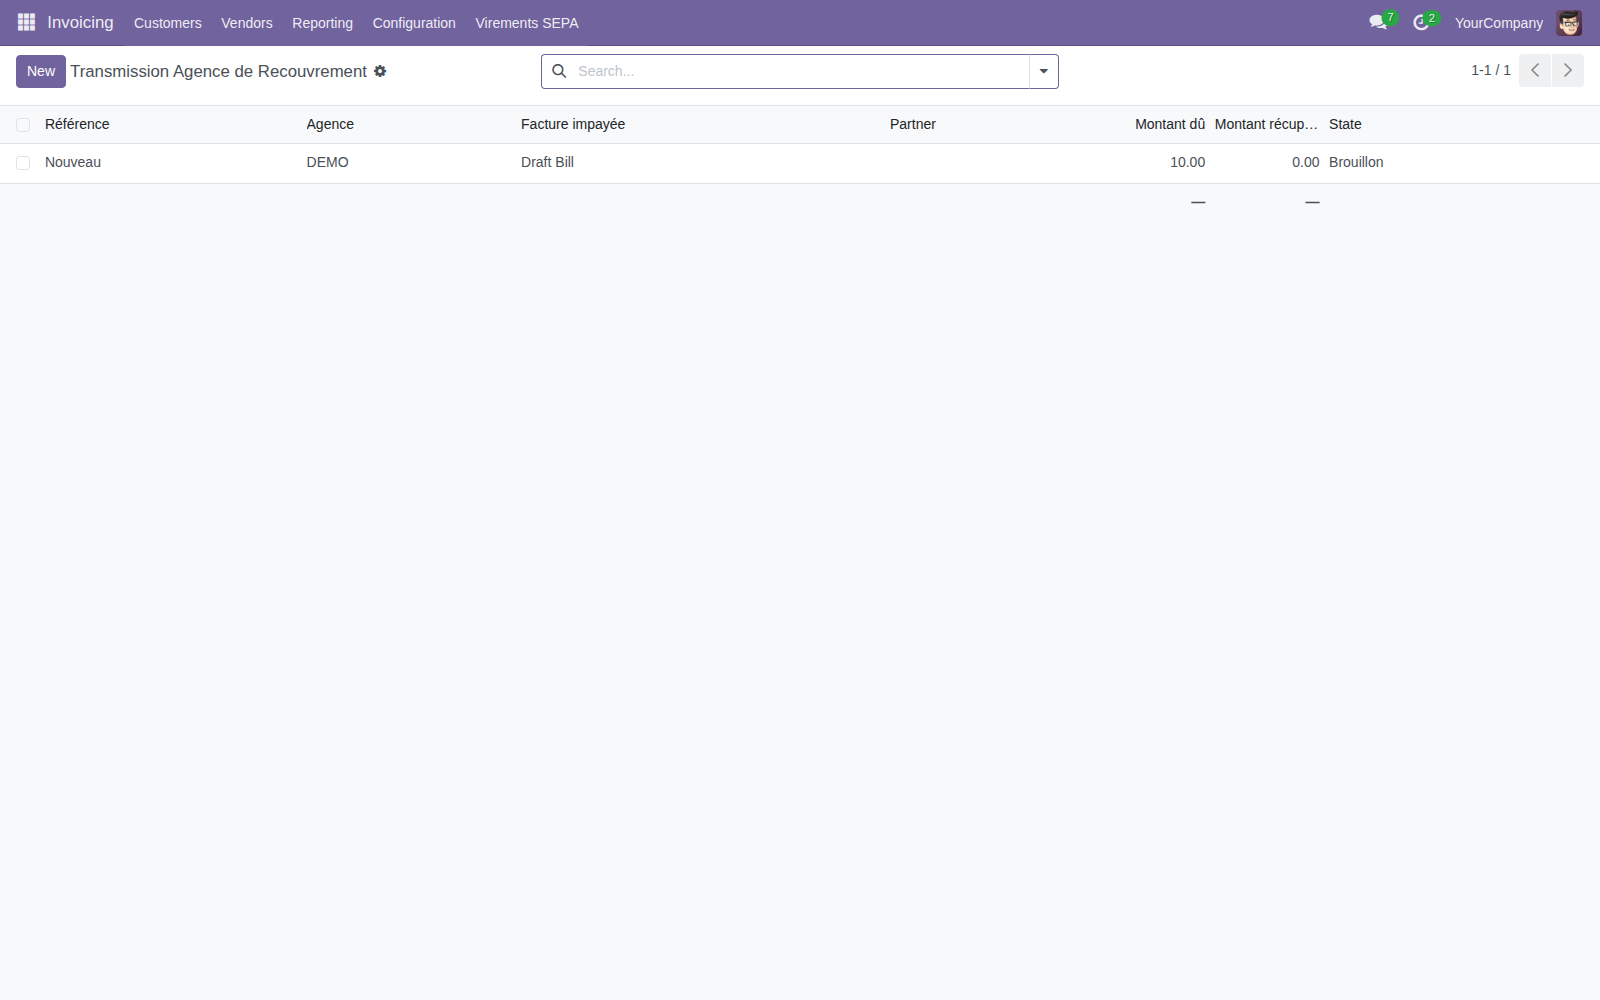 Invoicing Customers Vendors Reporting Configuration Virements SEPA 7 2 YourCompany
New Transmission Agence de Recouvrement Search... 1-1 / 1
Référence Agence Facture impayée Partner Montant dû Montant récup… State
Nouveau DEMO Draft Bill 10.00 0.00 Brouillon
— —